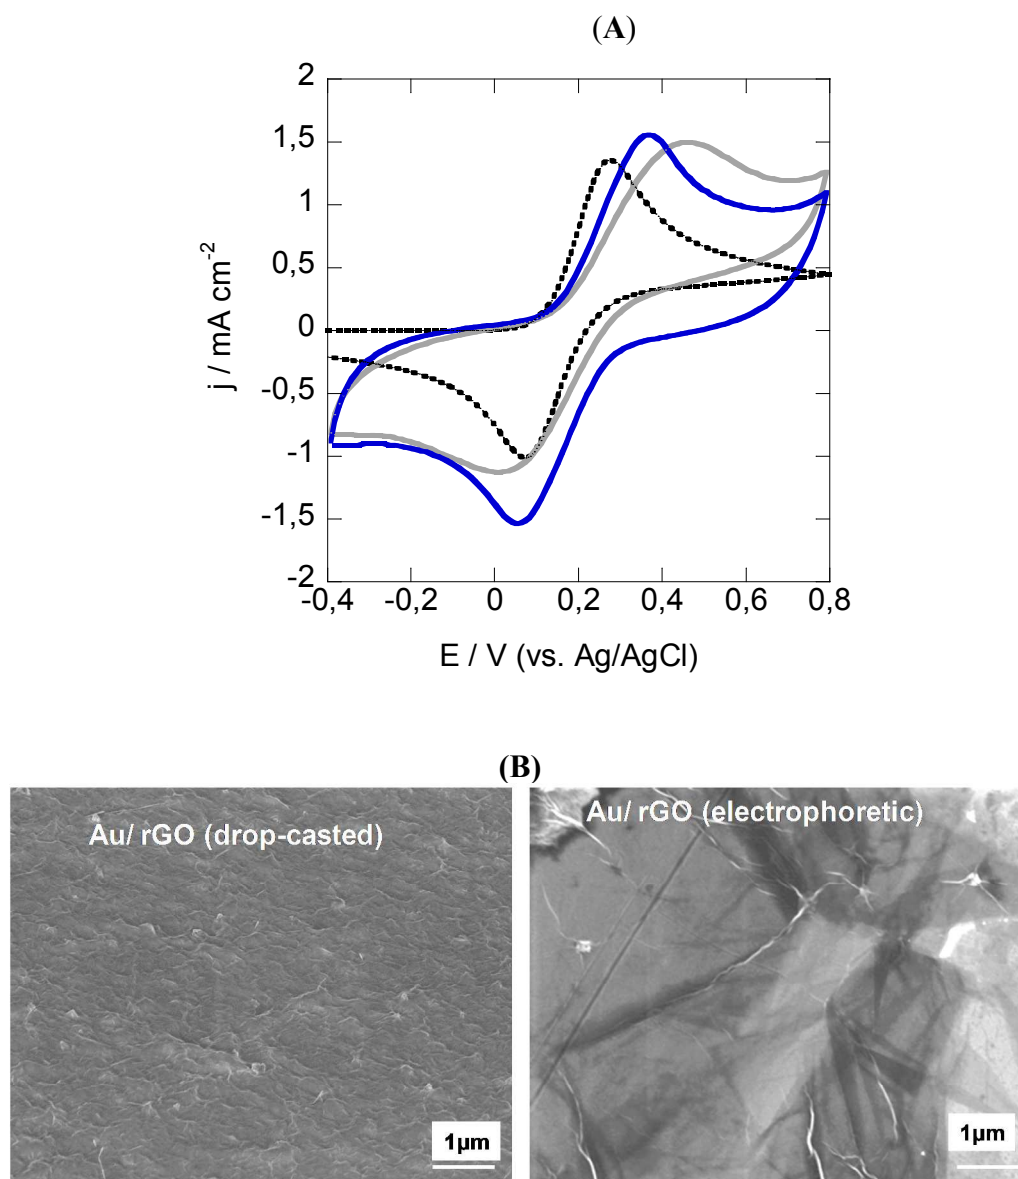 (A)
2
1,5
1
0,5
0
-0,5
-1
-1,5
-2
j / mA cm-2
-0,4 -0,2 0 0,2 0,4 0,6 0,8
E / V (vs. Ag/AgCl)
(B)
Au/ rGO (drop-casted)
1µm
Au/ rGO (electrophoretic)
1µm